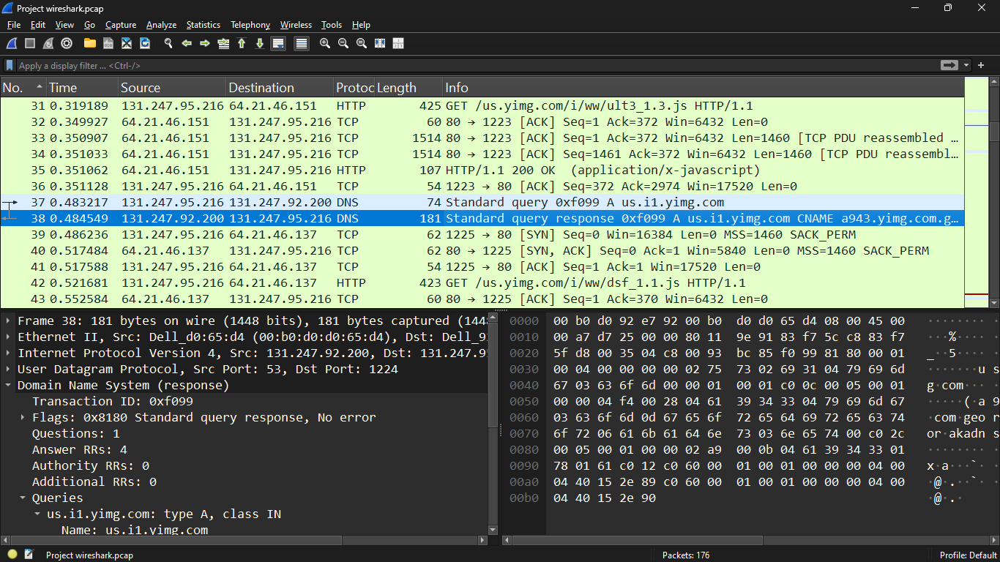 Project wireshark.pcap
File Edit View Go Capture Analyze Statistics Telephony Wireless Tools Help
Apply a display filter ... <Ctrl-/>
No. Time Source Destination Protoc Length Info
31 0.319189 131.247.95.216 64.21.46.151 HTTP 425 GET /us.yimg.com/i/ww/ult3_1.3.js HTTP/1.1
32 0.349927 64.21.46.151 131.247.95.216 TCP 60 80 → 1223 [ACK] Seq=1 Ack=372 Win=6432 Len=0
33 0.350907 64.21.46.151 131.247.95.216 TCP 1514 80 → 1223 [ACK] Seq=1 Ack=372 Win=6432 Len=1460 [TCP PDU reassembled …
34 0.351033 64.21.46.151 131.247.95.216 TCP 1514 80 → 1223 [ACK] Seq=1461 Ack=372 Win=6432 Len=1460 [TCP PDU reassembl…
35 0.351062 64.21.46.151 131.247.95.216 HTTP 107 HTTP/1.1 200 OK (application/x-javascript)
36 0.351128 131.247.95.216 64.21.46.151 TCP 54 1223 → 80 [ACK] Seq=372 Ack=2974 Win=17520 Len=0
37 0.483217 131.247.95.216 131.247.92.200 DNS 74 Standard query 0xf099 A us.i1.yimg.com
38 0.484549 131.247.92.200 131.247.95.216 DNS 181 Standard query response 0xf099 A us.i1.yimg.com CNAME a943.yimg.com.g…
39 0.486236 131.247.95.216 64.21.46.137 TCP 62 1225 → 80 [SYN] Seq=0 Win=16384 Len=0 MSS=1460 SACK_PERM
40 0.517484 64.21.46.137 131.247.95.216 TCP 62 80 → 1225 [SYN, ACK] Seq=0 Ack=1 Win=5840 Len=0 MSS=1460 SACK_PERM
41 0.517588 131.247.95.216 64.21.46.137 TCP 54 1225 → 80 [ACK] Seq=1 Ack=1 Win=17520 Len=0
42 0.521681 131.247.95.216 64.21.46.137 HTTP 423 GET /us.yimg.com/i/ww/dsf_1.1.js HTTP/1.1
43 0.552584 64.21.46.137 131.247.95.216 TCP 60 80 → 1225 [ACK] Seq=1 Ack=370 Win=6432 Len=0
Frame 38: 181 bytes on wire (1448 bits), 181 bytes captured (144
Ethernet II, Src: Dell_d0:65:d4 (00:b0:d0:d0:65:d4), Dst: Dell_9
Internet Protocol Version 4, Src: 131.247.92.200, Dst: 131.247.9
User Datagram Protocol, Src Port: 53, Dst Port: 1224
Domain Name System (response)
Transaction ID: 0xf099
Flags: 0x8180 Standard query response, No error
Questions: 1
Answer RRs: 4
Authority RRs: 0
Additional RRs: 0
Queries
us.i1.yimg.com: type A, class IN
Name: us.i1.yimg.com
0000 00 b0 d0 92 e7 92 00 b0 d0 d0 65 d4 08 00 45 00 ·········
0010 00 a7 d7 25 00 00 80 11 9e 91 83 f7 5c c8 83 f7 ···%···· ·
0020 5f d8 00 35 04 c8 00 93 bc 85 f0 99 81 80 00 01 _··5···· ·
0030 00 04 00 00 00 00 02 75 73 02 69 31 04 79 69 6d ·······u s
0040 67 03 63 6f 6d 00 00 01 00 01 c0 0c 00 05 00 01 g·com··· ·
0050 00 00 04 f4 00 28 04 61 39 34 33 04 79 69 6d 67 ·····(·a 9
0060 03 63 6f 6d 0d 67 65 6f 72 65 64 69 72 65 63 74 ·com·geo r
0070 6f 72 06 61 6b 61 64 6e 73 03 6e 65 74 00 c0 2c or·akadn s
0080 00 05 00 01 00 00 02 a9 00 0b 04 61 39 34 33 01 ········ ·
0090 78 01 61 c0 12 c0 60 00 01 00 01 00 00 00 04 00 x·a···`· ·
00a0 04 40 15 2e 89 c0 60 00 01 00 01 00 00 00 04 00 ·@·.··`· ·
00b0 04 40 15 2e 90 ·@·.·
Project wireshark.pcap Packets: 176 Profile: Default